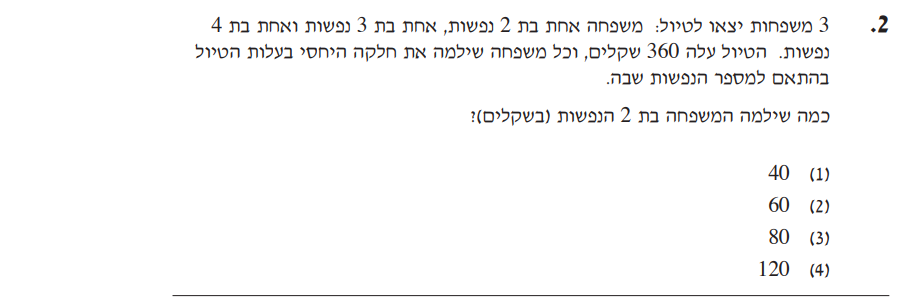 2. 3 משפחות יצאו לטיול: משפחה אחת בת 2 נפשות, אחת בת 3 נפשות ואחת בת 4
נפשות. הטיול עלה 360 שקלים, וכל משפחה שילמה את חלקה היחסי בעלות הטיול
בהתאם למספר הנפשות שבה.
כמה שילמה המשפחה בת 2 הנפשות (בשקלים)?
(1) 40
(2) 60
(3) 80
(4) 120